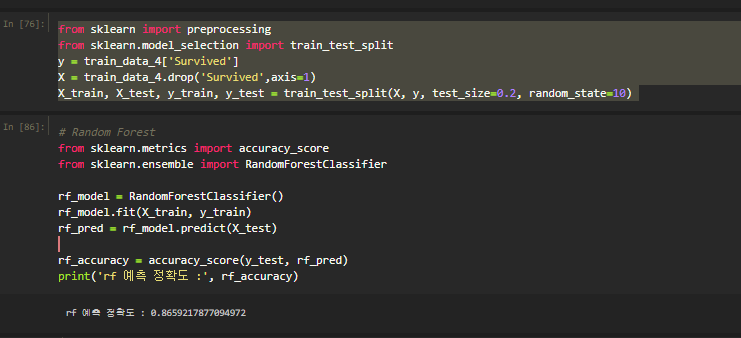 In [76]:
from sklearn import preprocessing
from sklearn.model_selection import train_test_split
y = train_data_4['Survived']
X = train_data_4.drop('Survived',axis=1)
X_train, X_test, y_train, y_test = train_test_split(X, y, test_size=0.2, random_state=10)
In [86]:
# Random Forest
from sklearn.metrics import accuracy_score
from sklearn.ensemble import RandomForestClassifier
rf_model = RandomForestClassifier()
rf_model.fit(X_train, y_train)
rf_pred = rf_model.predict(X_test)
rf_accuracy = accuracy_score(y_test, rf_pred)
print('rf 예측 정확도 :', rf_accuracy)
rf 예측 정확도 : 0.8659217877094972